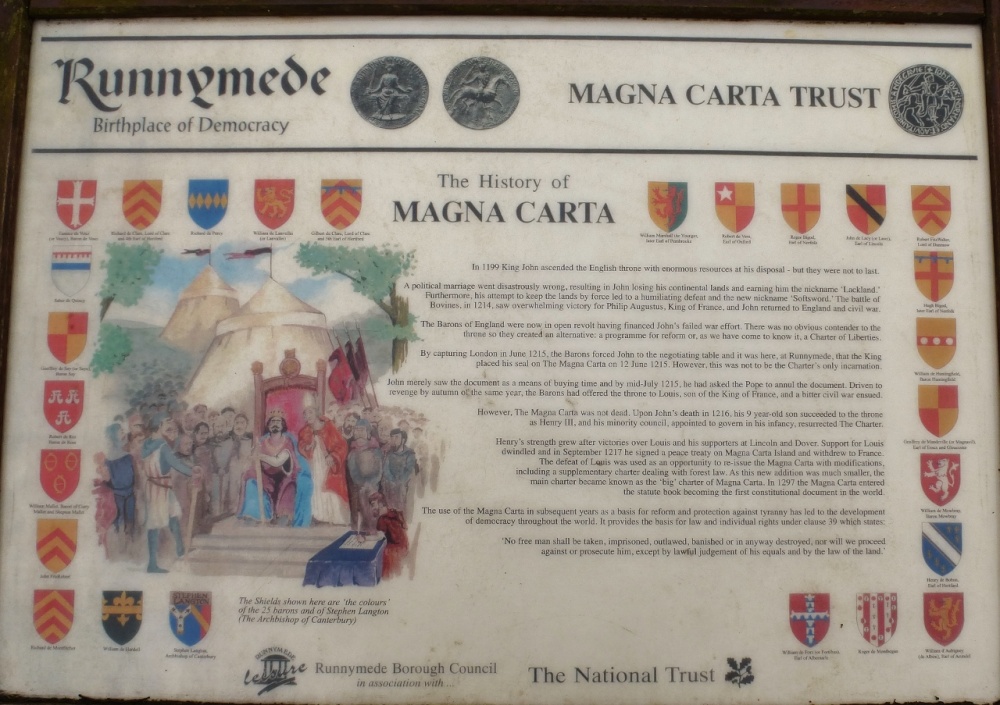 Runnymede
Birthplace of Democracy
MAGNA CARTA TRUST
The History of
MAGNA CARTA
In 1199 King John ascended the English throne with enormous resources at his disposal - but they were not to last.
A political marriage went disastrously wrong, resulting in John losing his continental lands and earning him the nickname 'Lackland.'
Furthermore, his attempt to keep the lands by force led to a humiliating defeat and the new nickname 'Softsword.' The battle of
Bovines, in 1214, saw overwhelming victory for Philip Augustus, King of France, and John returned to England and civil war.
The Barons of England were now in open revolt having financed John's failed war effort. There was no obvious contender to the
throne so they created an alternative: a programme for reform or, as we have come to know it, a Charter of Liberties.
By capturing London in June 1215, the Barons forced John to the negotiating table and it was here, at Runnymede, that the King
placed his seal on The Magna Carta on 12 June 1215. However, this was not to be the Charter's only incarnation.
John merely saw the document as a means of buying time and by mid-July 1215, he had asked the Pope to annul the document. Driven to
revenge by autumn of the same year, the Barons had offered the throne to Louis, son of the King of France, and a bitter civil war ensued.
However, The Magna Carta was not dead. Upon John's death in 1216, his 9 year-old son succeeded to the throne
as Henry III, and his minority council, appointed to govern in his infancy, resurrected The Charter.
Henry's strength grew after victories over Louis and his supporters at Lincoln and Dover. Support for Louis
dwindled and in September 1217 he signed a peace treaty on Magna Carta Island and withdrew to France.
The defeat of Louis was used as an opportunity to re-issue the Magna Carta with modifications,
including a supplementary charter dealing with forest law. As this new addition was much smaller, the
main charter became known as the 'big' charter of Magna Carta. In 1297 the Magna Carta entered
the statute book becoming the first constitutional document in the world.
The use of the Magna Carta in subsequent years as a basis for reform and protection against tyranny has led to the development
of democracy throughout the world. It provides the basis for law and individual rights under clause 39 which states:
'No free man shall be taken, imprisoned, outlawed, banished or in anyway destroyed, nor will we proceed
against or prosecute him, except by lawful judgement of his equals and by the law of the land.'
STEPHEN
LANGTON
Stephen Langton,
Archbishop of Canterbury
The Shields shown here are 'the colours'
of the 25 barons and of Stephen Langton
(The Archbishop of Canterbury)
RUNNYMEDE
leisure
Runnymede Borough Council
in association with...
The National Trust